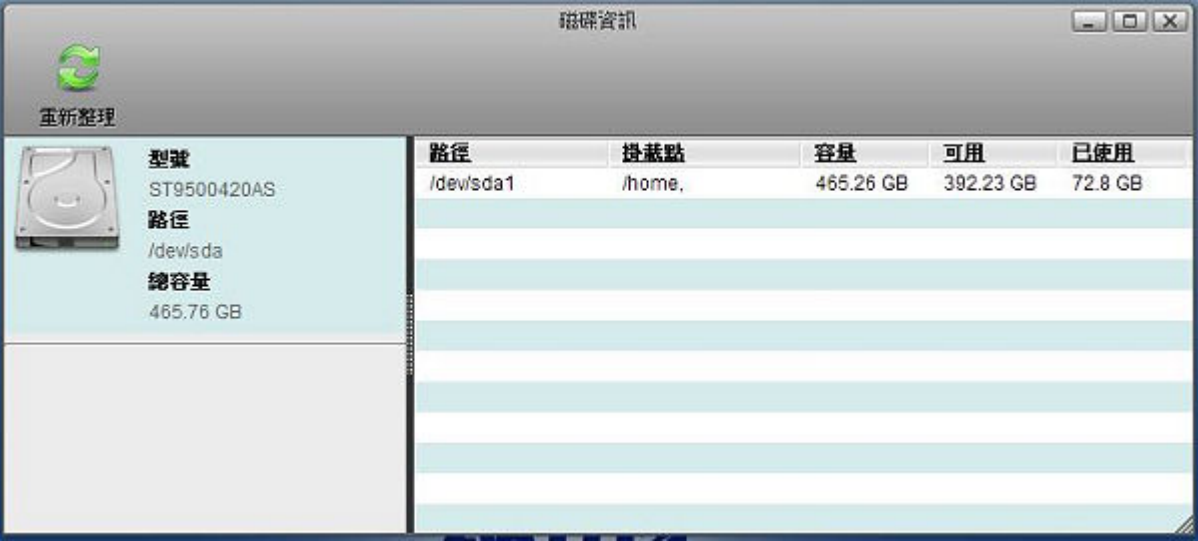 磁碟資訊
重新整理
型號
ST9500420AS
路徑
/dev/sda
總容量
465.76 GB
路徑 掛載點 容量 可用 已使用
/dev/sda1 /home, 465.26 GB 392.23 GB 72.8 GB